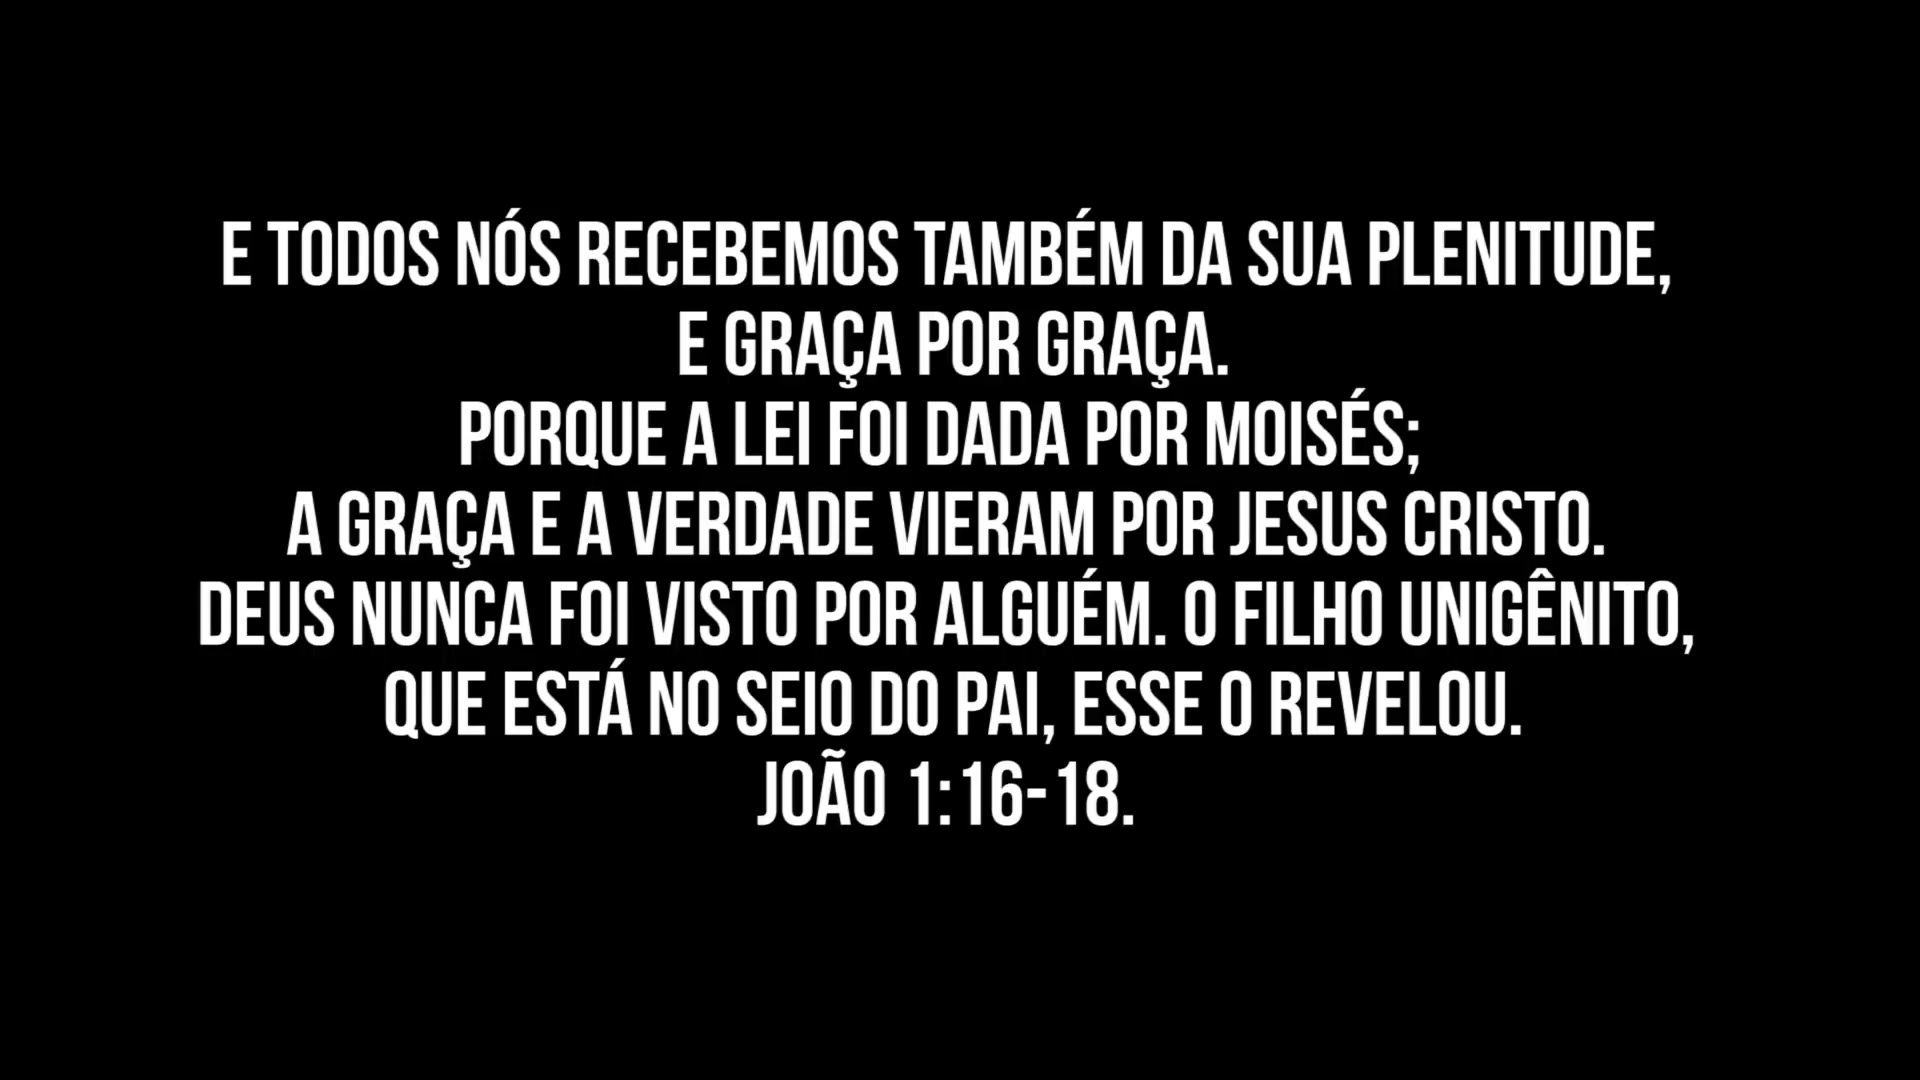 E TODOS NÓS RECEBEMOS TAMBÉM DA SUA PLENITUDE,
E GRAÇA POR GRAÇA.
PORQUE A LEI FOI DADA POR MOISÉS;
A GRAÇA E A VERDADE VIERAM POR JESUS CRISTO.
DEUS NUNCA FOI VISTO POR ALGUÉM. O FILHO UNIGÊNITO,
QUE ESTÁ NO SEIO DO PAI, ESSE O REVELOU.
JOÃO 1:16-18.